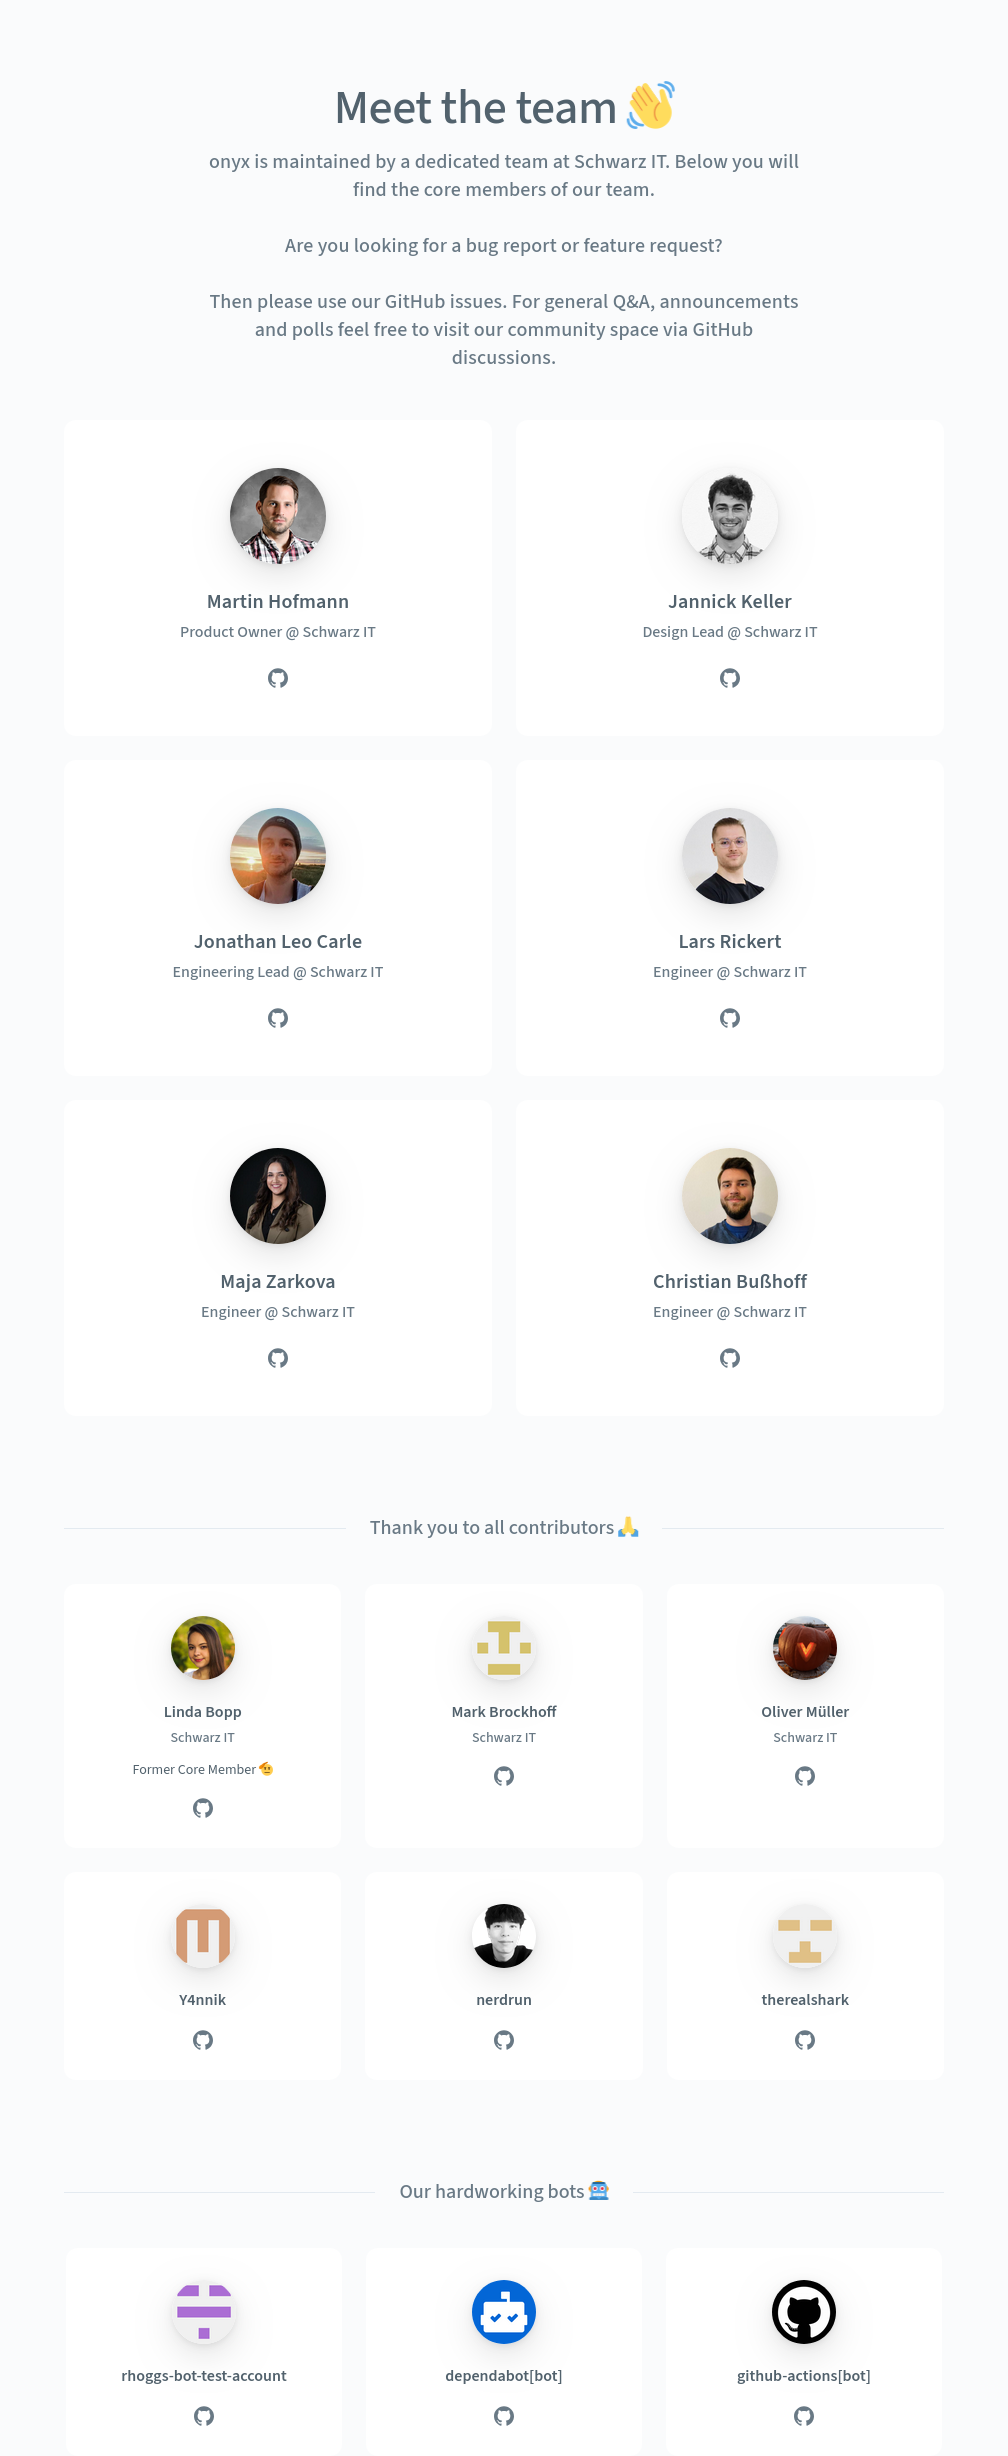 Meet the team 👋
onyx is maintained by a dedicated team at Schwarz IT. Below you will
find the core members of our team.
Are you looking for a bug report or feature request?
Then please use our GitHub issues. For general Q&A, announcements
and polls feel free to visit our community space via GitHub
discussions.
Martin Hofmann
Product Owner @ Schwarz IT
Jannick Keller
Design Lead @ Schwarz IT
Jonathan Leo Carle
Engineering Lead @ Schwarz IT
Lars Rickert
Engineer @ Schwarz IT
Maja Zarkova
Engineer @ Schwarz IT
Christian Bußhoff
Engineer @ Schwarz IT
Thank you to all contributors 🙏
Linda Bopp
Schwarz IT
Former Core Member 🫡
Mark Brockhoff
Schwarz IT
Oliver Müller
Schwarz IT
Y4nnik
nerdrun
therealshark
Our hardworking bots 🤖
rhoggs-bot-test-account
dependabot[bot]
github-actions[bot]